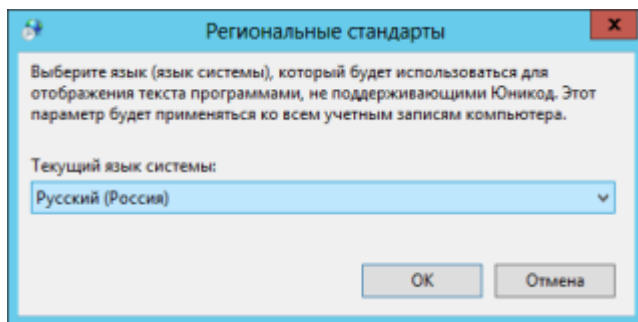 Региональные стандарты
Выберите язык (язык системы), который будет использоваться для
отображения текста программами, не поддерживающими Юникод. Этот
параметр будет применяться ко всем учетным записям компьютера.
Текущий язык системы:
Русский (Россия)
ОК
Отмена